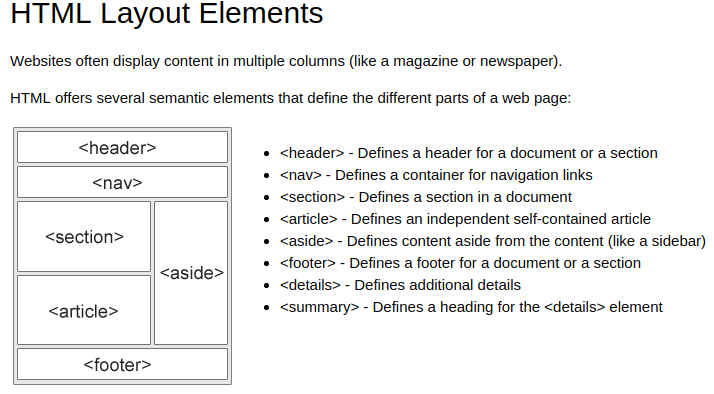 HTML Layout Elements
Websites often display content in multiple columns (like a magazine or newspaper).
HTML offers several semantic elements that define the different parts of a web page:
<header>
<nav>
<section>
<article>
<aside>
<footer>
• <header> - Defines a header for a document or a section
• <nav> - Defines a container for navigation links
• <section> - Defines a section in a document
• <article> - Defines an independent self-contained article
• <aside> - Defines content aside from the content (like a sidebar)
• <footer> - Defines a footer for a document or a section
• <details> - Defines additional details
• <summary> - Defines a heading for the <details> element